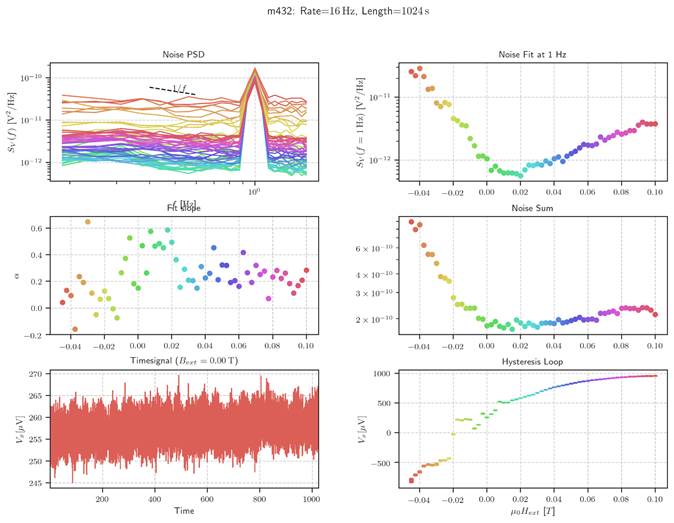 m432: Rate=16 Hz, Length=1024 s
Noise PSD
S_V(f) [V²/Hz]
10⁻¹⁰
10⁻¹¹
10⁻¹²
1/f
10⁰
f [Hz]
Noise Fit at 1 Hz
S_V(f = 1 Hz) [V²/Hz]
10⁻¹¹
10⁻¹²
−0.04 −0.02 0.00 0.02 0.04 0.06 0.08 0.10
Fit slope
α
0.6
0.4
0.2
0.0
−0.2
−0.04 −0.02 0.00 0.02 0.04 0.06 0.08 0.10
Noise Sum
6 × 10⁻¹⁰
4 × 10⁻¹⁰
3 × 10⁻¹⁰
2 × 10⁻¹⁰
−0.04 −0.02 0.00 0.02 0.04 0.06 0.08 0.10
Timesignal (B_ext = 0.00 T)
V_x [μV]
270
265
260
255
250
245
200 400 600 800 1000
Time
Hysteresis Loop
V_x [μV]
1000
500
0
−500
−0.04 −0.02 0.00 0.02 0.04 0.06 0.08 0.10
μ₀H_ext [T]